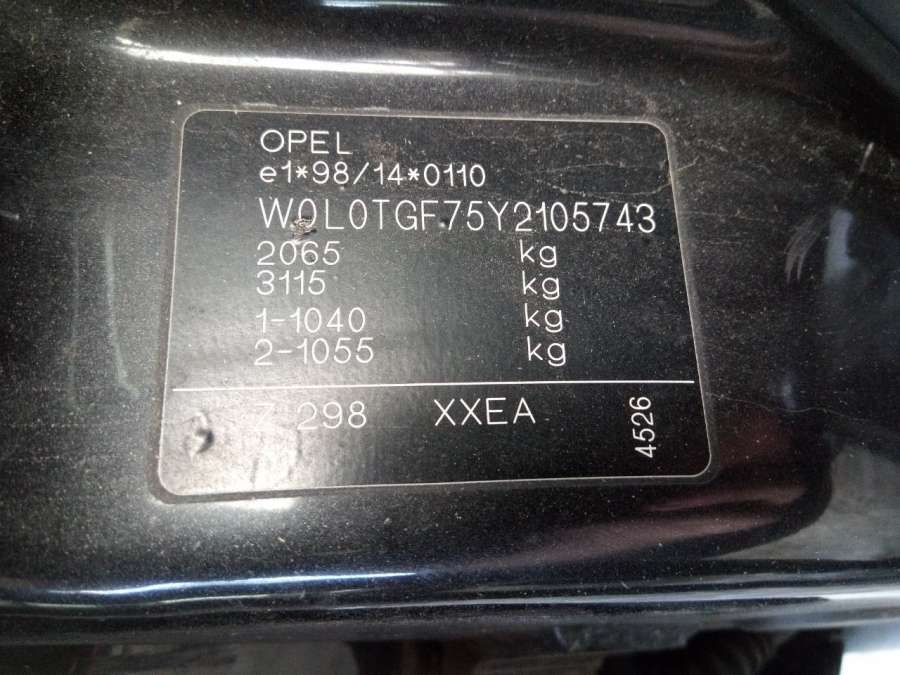 OPEL
e1*98/14*0110
W0L0TGF75Y2105743
2065 kg
3115 kg
1-1040 kg
2-1055 kg
Z 298 XXEA
4526